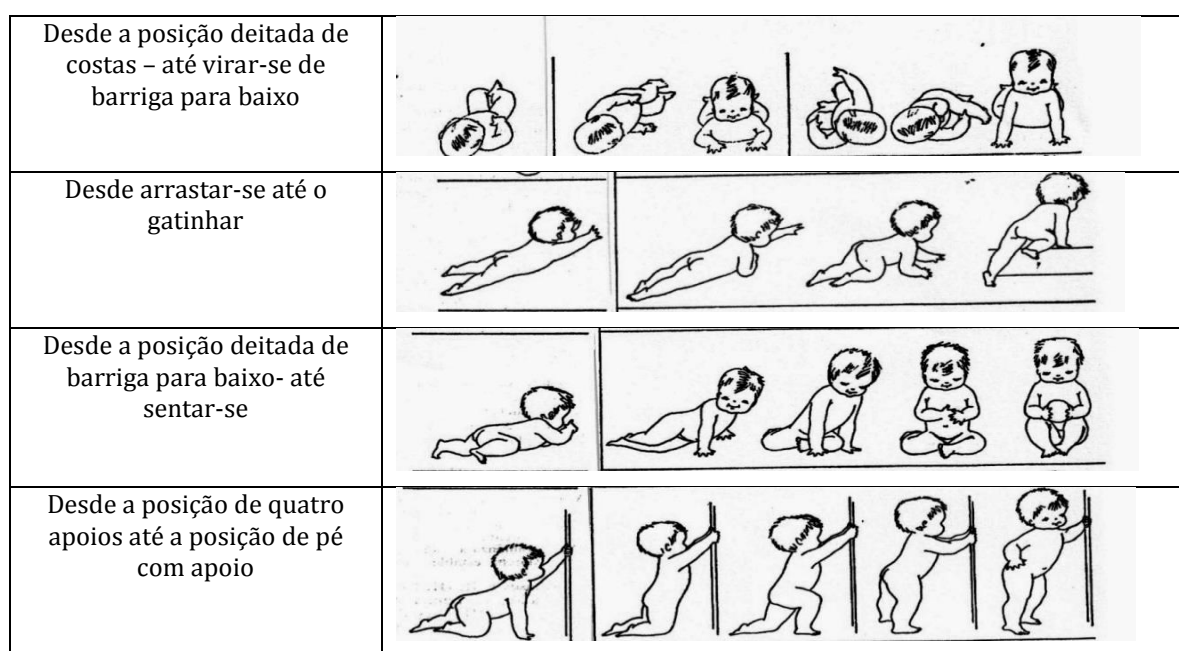 Desde a posição deitada de
costas – até virar-se de
barriga para baixo
Desde arrastar-se até o
gatinhar
Desde a posição deitada de
barriga para baixo- até
sentar-se
Desde a posição de quatro
apoios até a posição de pé
com apoio